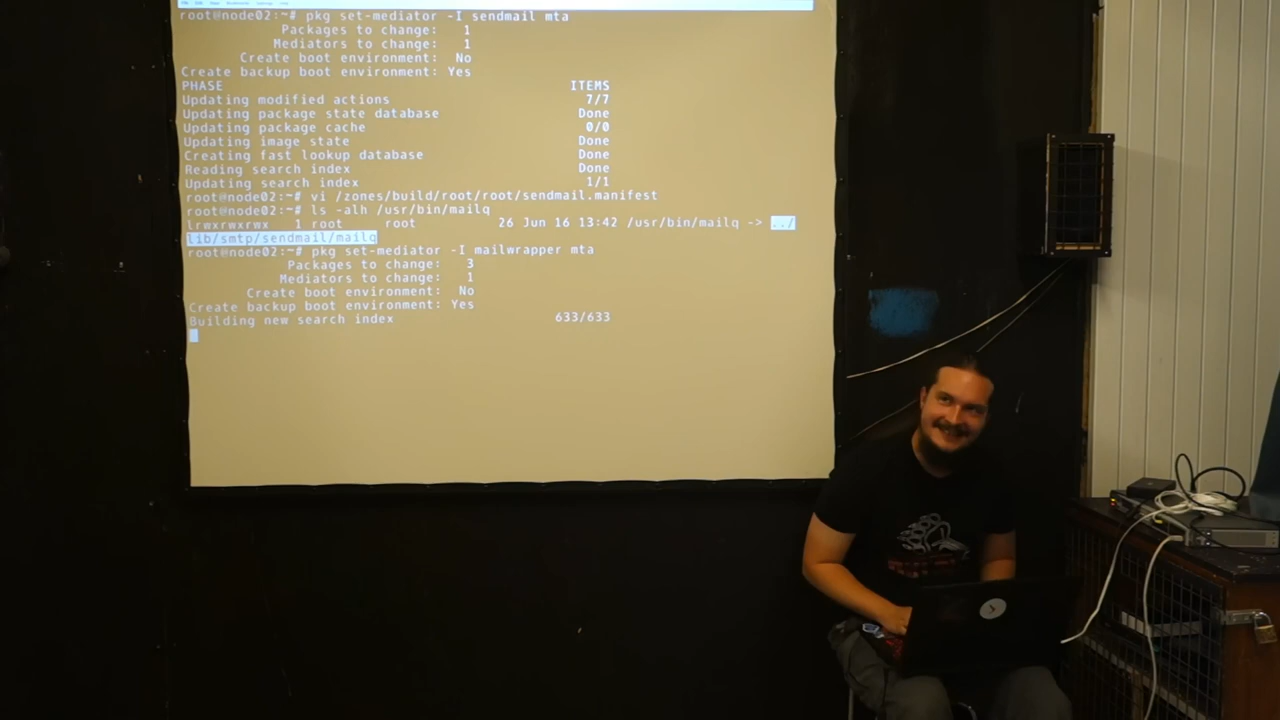 root@node02:~# pkg set-mediator -I sendmail mta
Packages to change: 1
Mediators to change: 1
Create boot environment: No
Create backup boot environment: Yes
PHASE ITEMS
Updating modified actions 7/7
Updating package state database Done
Updating package cache 0/0
Updating image state Done
Creating fast lookup database Done
Reading search index Done
Updating search index 1/1
root@node02:~# vi /zones/build/root/root/sendmail.manifest
root@node02:~# ls -alh /usr/bin/mailq
lrwxrwxrwx 1 root root 26 Jun 16 13:42 /usr/bin/mailq -> ../
lib/smtp/sendmail/mailq
root@node02:~# pkg set-mediator -I mailwrapper mta
Packages to change: 3
Mediators to change: 1
Create boot environment: No
Create backup boot environment: Yes
Building new search index 633/633